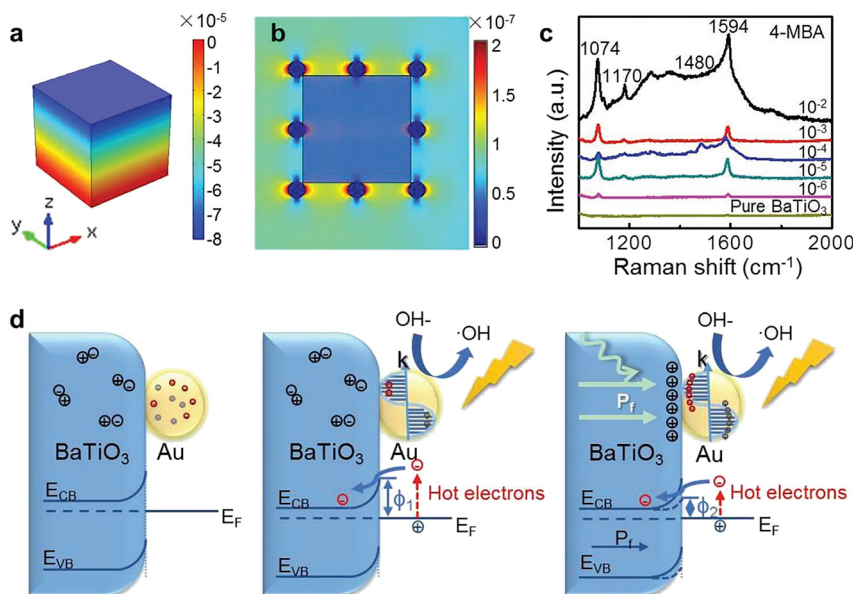 a
× 10⁻⁵
0
-1
-2
-3
-4
-5
-6
-7
-8
z
y
x
b
× 10⁻⁷
2
1.5
1
0.5
0
c
4-MBA
1594
1074
1170
1480
10⁻²
10⁻³
10⁻⁴
10⁻⁵
10⁻⁶
Pure BaTiO₃
Intensity (a.u.)
1200
1600
2000
Raman shift (cm⁻¹)
d
BaTiO₃
Au
E_CB
E_F
E_VB
OH-
·OH
k
BaTiO₃
Au
E_CB
ϕ₁
Hot electrons
E_F
E_VB
OH-
·OH
k
P_f
BaTiO₃
Au
E_CB
ϕ₂
Hot electrons
E_F
P_f
E_VB